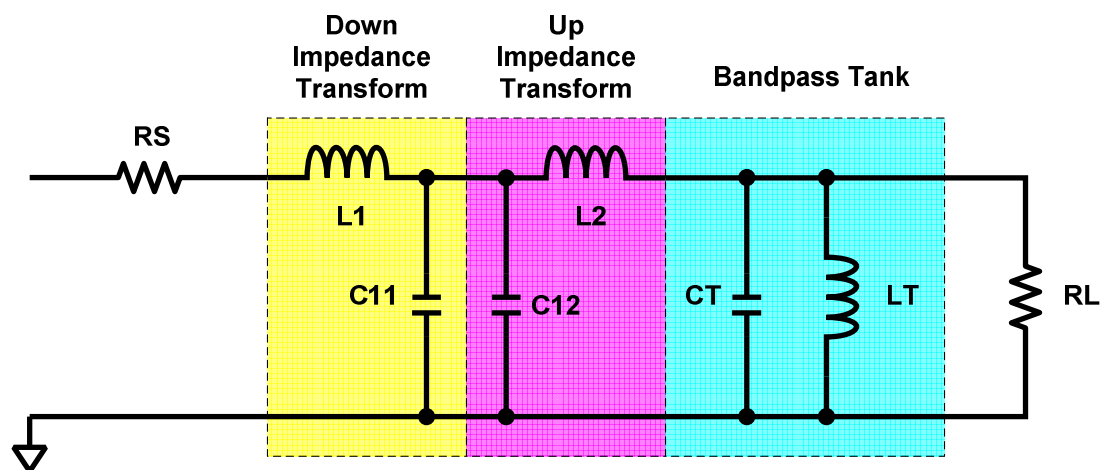 Down
Impedance
Transform
Up
Impedance
Transform
Bandpass Tank
RS
L1
L2
C11
C12
CT
LT
RL